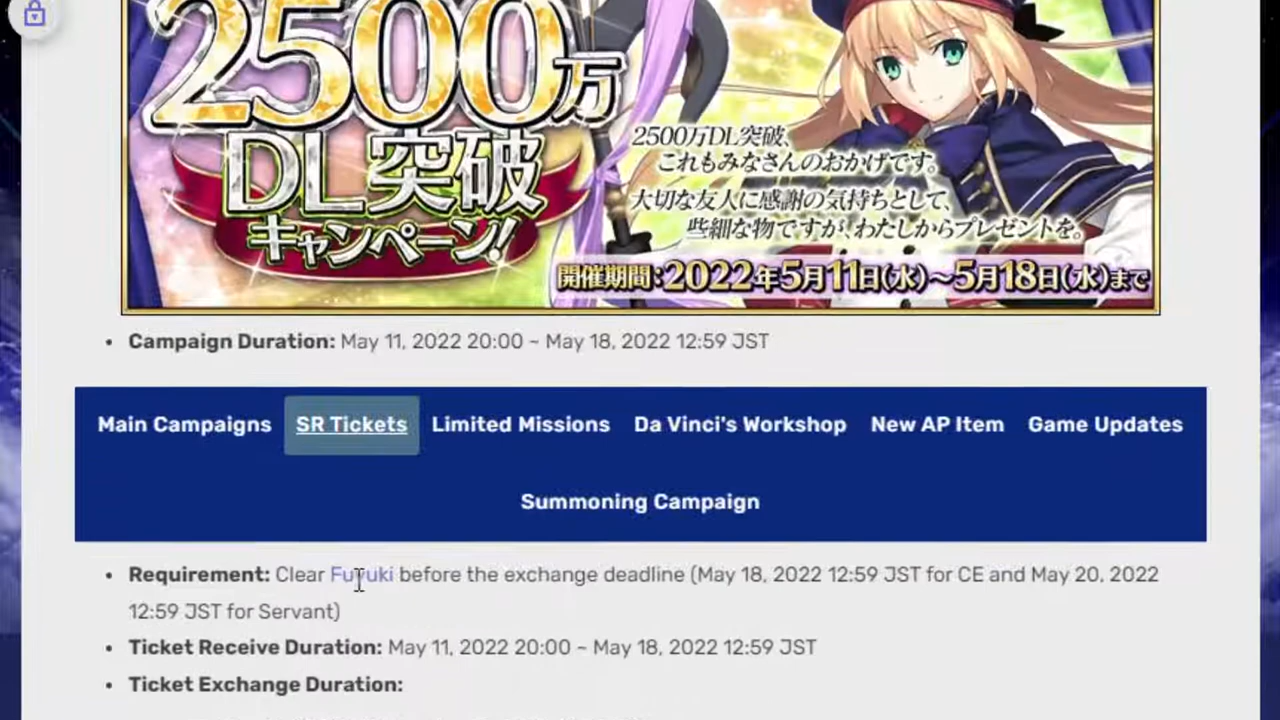 2500万
DL突破
キャンペーン!
2500万DL突破、
これもみなさんのおかげです。
大切な友人に感謝の気持ちとして、
些細な物ですが、わたしからプレゼントを。
開催期間:2022年5月11日(水)~5月18日(水)まで
• Campaign Duration: May 11, 2022 20:00 ~ May 18, 2022 12:59 JST
Main Campaigns SR Tickets Limited Missions Da Vinci's Workshop New AP Item Game Updates
Summoning Campaign
• Requirement: Clear Fuyuki before the exchange deadline (May 18, 2022 12:59 JST for CE and May 20, 2022
12:59 JST for Servant)
• Ticket Receive Duration: May 11, 2022 20:00 ~ May 18, 2022 12:59 JST
• Ticket Exchange Duration: